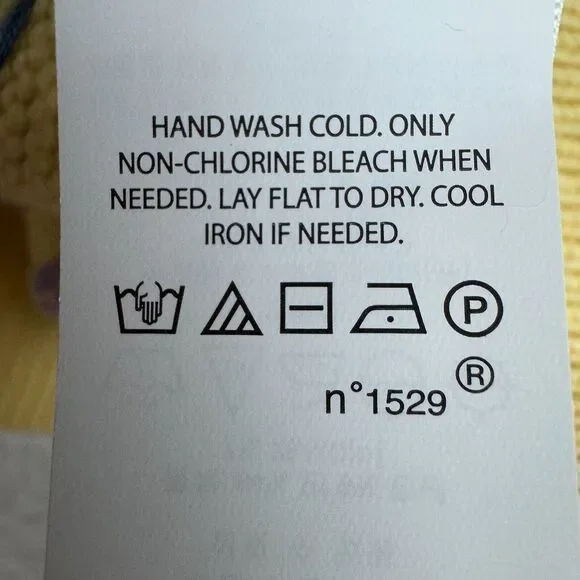 HAND WASH COLD. ONLY
NON-CHLORINE BLEACH WHEN
NEEDED. LAY FLAT TO DRY. COOL
IRON IF NEEDED.
P
n°1529 ®